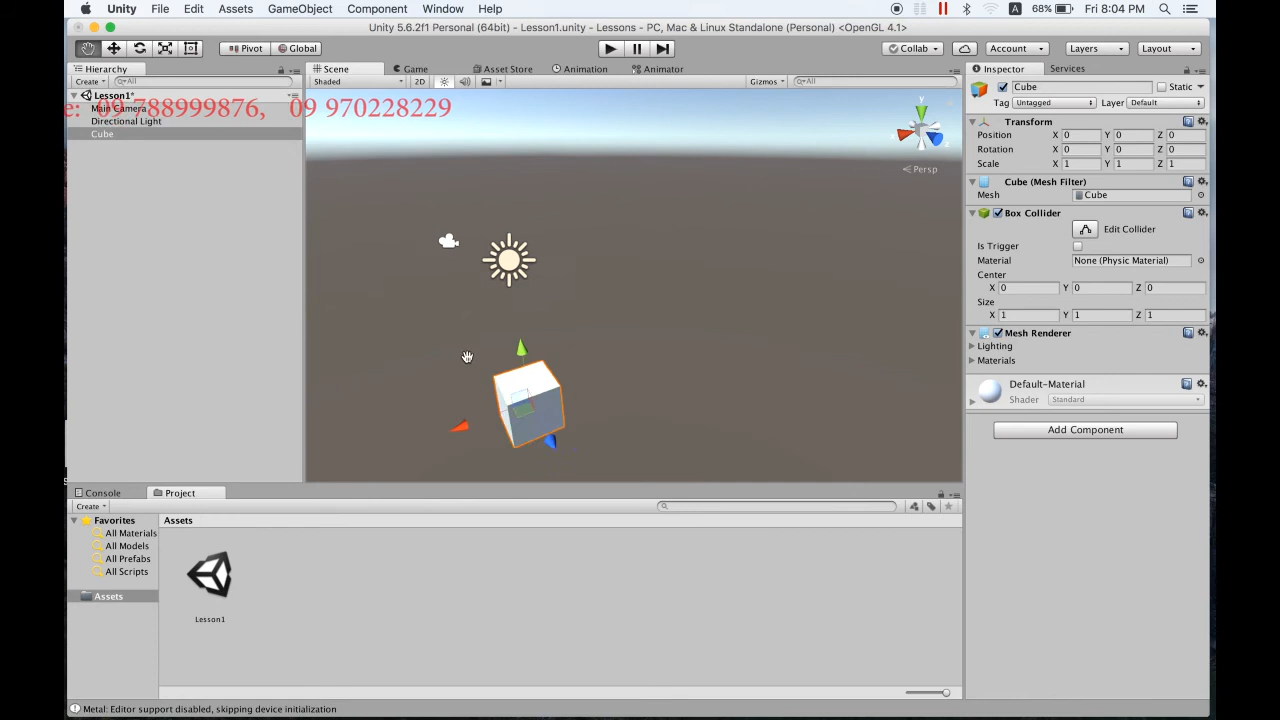 Unity File Edit Assets GameObject Component Window Help
A 68% Fri 8:04 PM
Unity 5.6.2f1 Personal (64bit) - Lesson1.unity - Lessons - PC, Mac & Linux Standalone (Personal) <OpenGL 4.1>
Pivot Global Collab Account Layers Layout
Hierarchy Scene Game Asset Store Animation Animator Inspector Services
Create All Shaded 2D Gizmos All
Cube Static
Tag Untagged Layer Default
Lesson1*
Main Camera
e: 09 788999876, 09 970228229
Directional Light
Cube
y
x
z
Persp
Transform
Position X 0 Y 0 Z 0
Rotation X 0 Y 0 Z 0
Scale X 1 Y 1 Z 1
Cube (Mesh Filter)
Mesh Cube
Box Collider
Edit Collider
Is Trigger
Material None (Physic Material)
Center
X 0 Y 0 Z 0
Size
X 1 Y 1 Z 1
Mesh Renderer
Lighting
Materials
Default-Material
Shader Standard
Add Component
Console Project
Create
Favorites
All Materials
All Models
All Prefabs
All Scripts
Assets
Assets
Lesson1
Metal: Editor support disabled, skipping device initialization